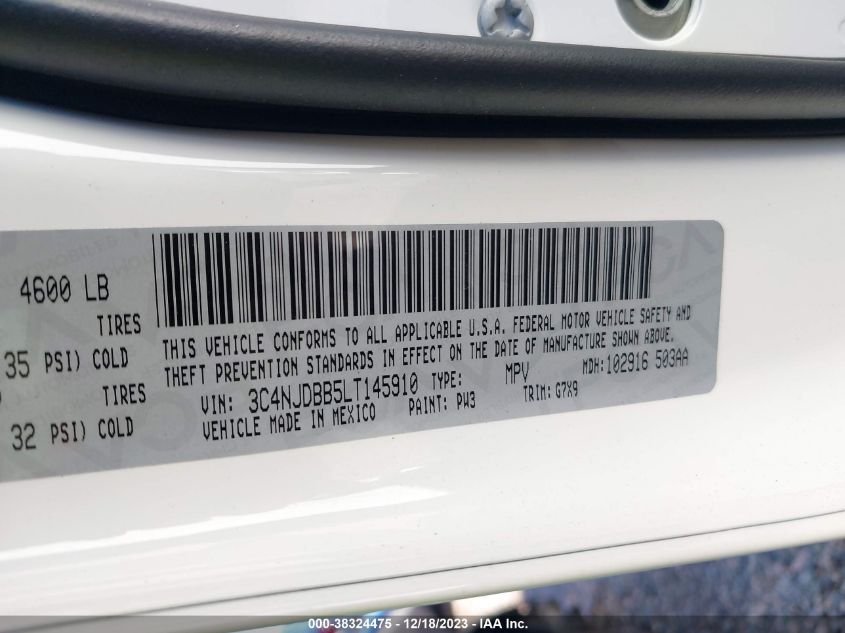 4600 LB
TIRES
35 PSI) COLD
TIRES
32 PSI) COLD
THIS VEHICLE CONFORMS TO ALL APPLICABLE U.S.A. FEDERAL MOTOR VEHICLE SAFETY AND
THEFT PREVENTION STANDARDS IN EFFECT ON THE DATE OF MANUFACTURE SHOWN ABOVE.
VIN: 3C4NJDBB5LT145910 TYPE: MPV MDH: 102916 503AA
VEHICLE MADE IN MEXICO PAINT: PW3 TRIM: G7X9
000-38324475 - 12/18/2023 - © IAA Inc.